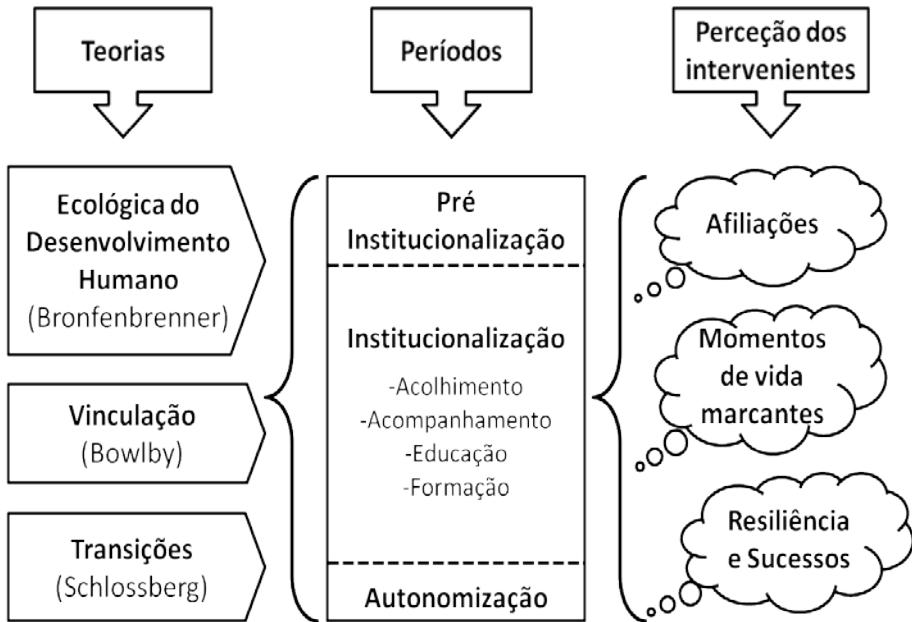 Teorias
Períodos
Perceção dos
intervenientes
Ecológica do
Desenvolvimento
Humano
(Bronfenbrenner)
Vinculação
(Bowlby)
Transições
(Schlossberg)
Pré
Institucionalização
Institucionalização
-Acolhimento
-Acompanhamento
-Educação
-Formação
Autonomização
Afiliações
Momentos
de vida
marcantes
Resiliência
e Sucessos